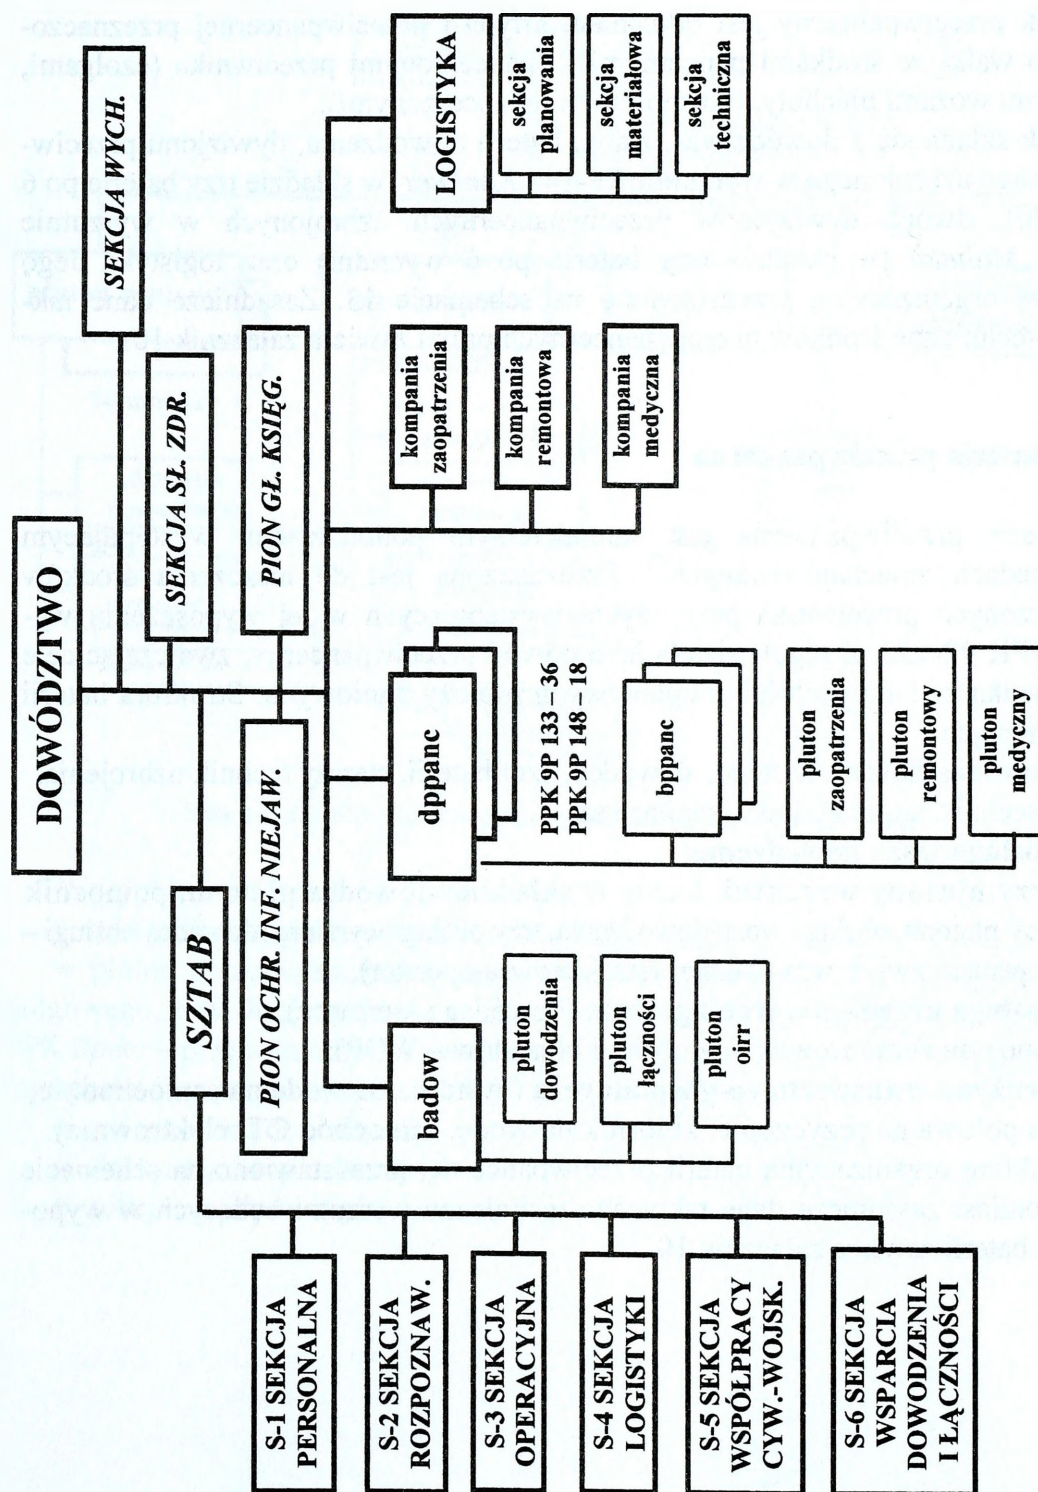 DOWÓDZTWO
SEKCJA WYCH.
SZTAB
SEKCJA SŁ. ZDR.
PION OCHR. INF. NIEJAW.
PION GŁ. KSIĘG.
S-1 SEKCJA
PERSONALNA
S-2 SEKCJA
ROZPOZNAW.
S-3 SEKCJA
OPERACYJNA
S-4 SEKCJA
LOGISTYKI
S-5 SEKCJA
WSPÓŁPRACY
CYW.-WOJSK.
S-6 SEKCJA
WSPARCIA
DOWODZENIA
I ŁĄCZNOŚCI
badow
pluton
dowodzenia
pluton
łączności
pluton
oirr
dppanc
PPK 9P 133 – 36
PPK 9P 148 – 18
bppanc
pluton
zaopatrzenia
pluton
remontowy
pluton
medyczny
kompania
zaopatrzenia
kompania
remontowa
kompania
medyczna
LOGISTYKA
sekcja
planowania
sekcja
materiałowa
sekcja
techniczna